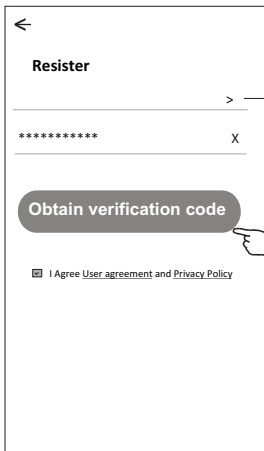 Resister
>
*********** X
Obtain verification code
I Agree User agreement and Privacy Policy